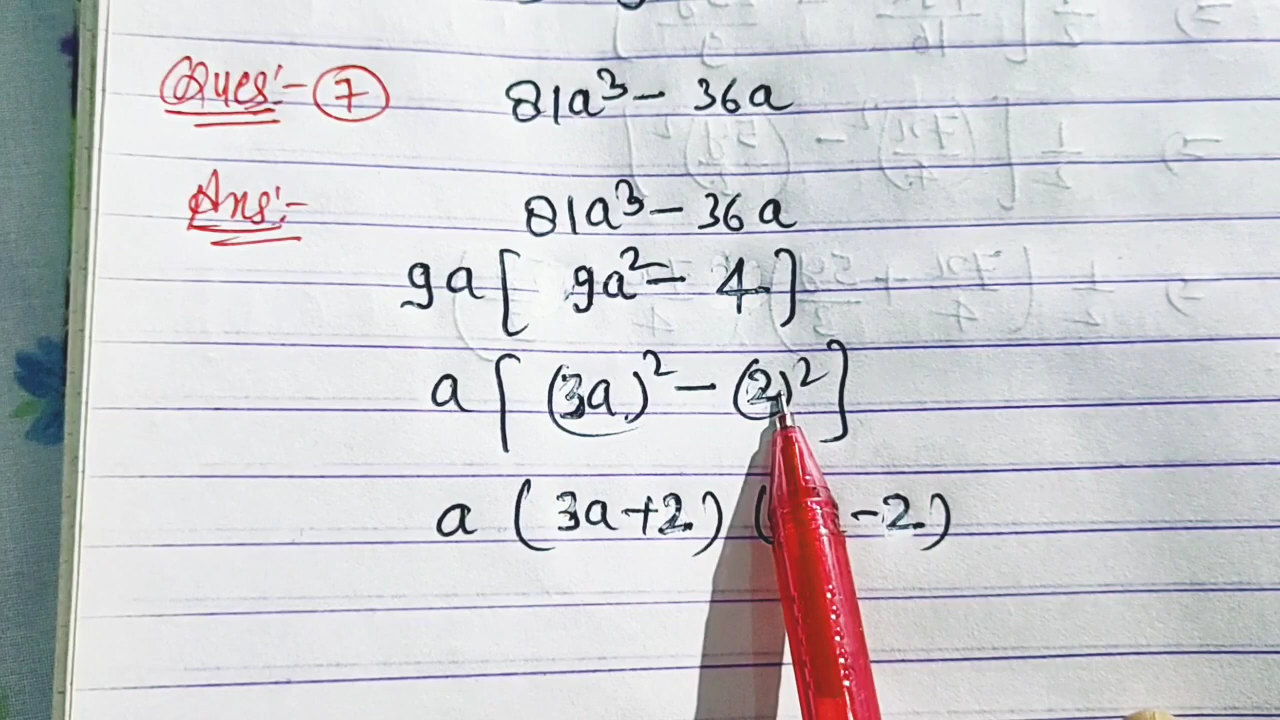 Ques:- 7 81a³ - 36a
Ans:- 81a³ - 36a
9a [ 9a² - 4 ]
a [ (3a)² - (2)² ]
a ( 3a+2 ) ( -2 )